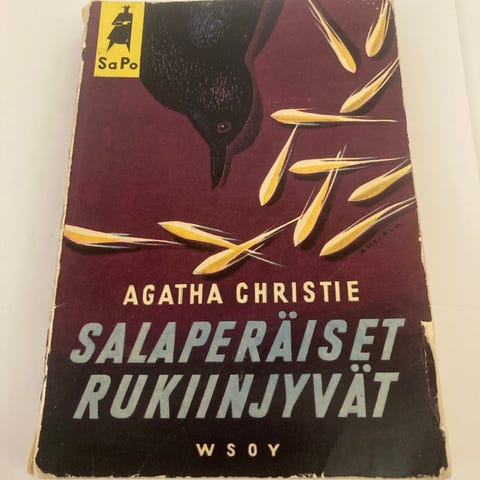 SaPo
AGATHA CHRISTIE
SALAPERÄISET
RUKIINJYVÄT
WSOY